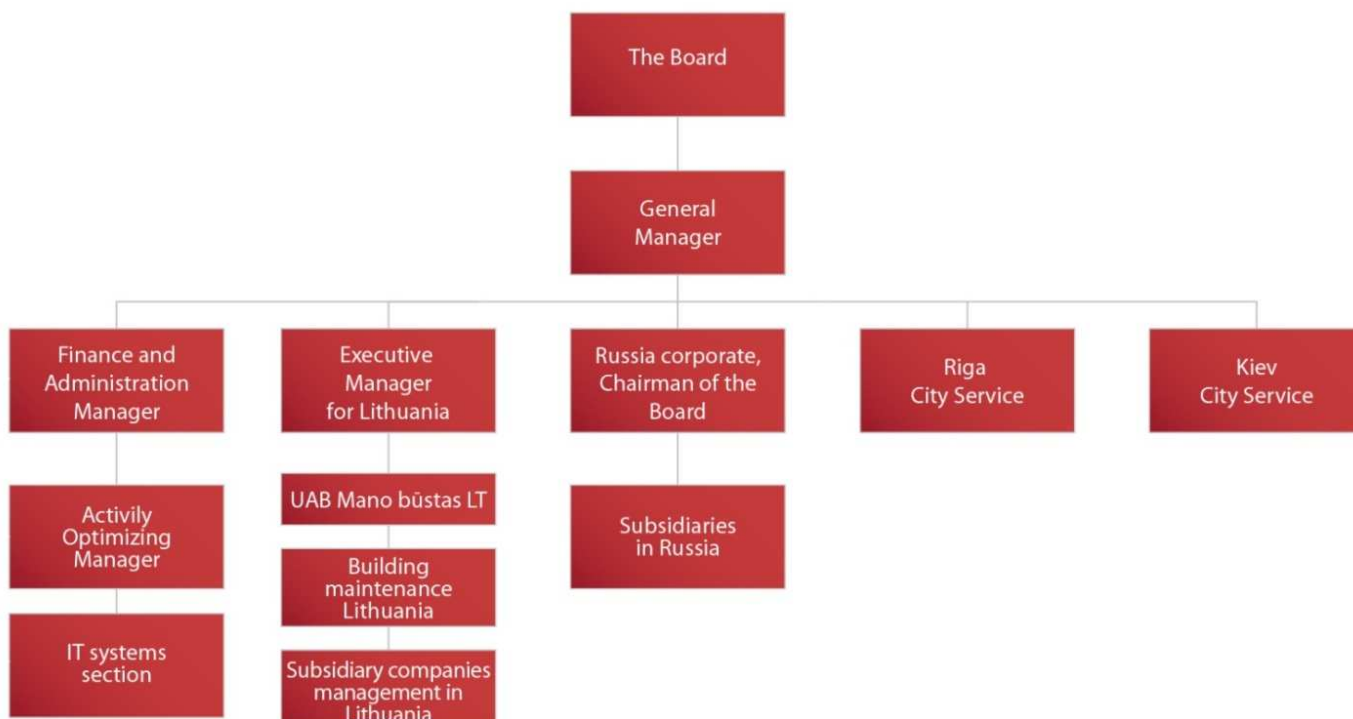 The Board
General
Manager
Finance and
Administration
Manager
Executive
Manager
for Lithuania
Russia corporate,
Chairman of the
Board
Riga
City Service
Kiev
City Service
Activily
Optimizing
Manager
IT systems
section
UAB Mano būstas LT
Building
maintenance
Lithuania
Subsidiary companies
management in
Lithuania
Subsidiaries
in Russia